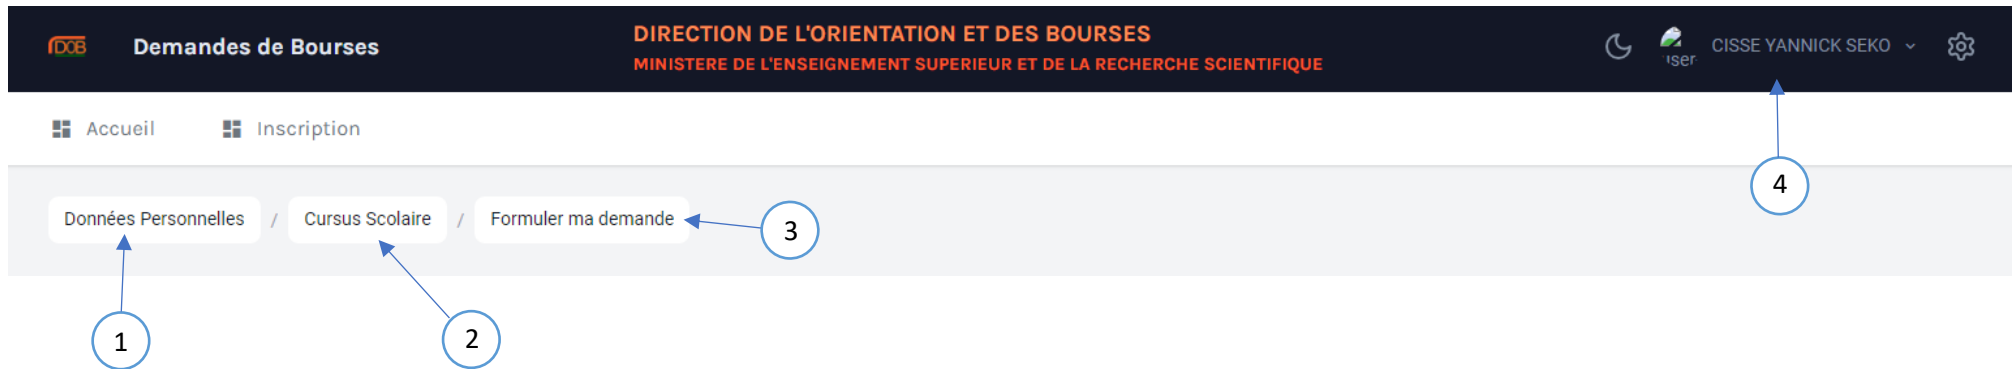 DOB
Demandes de Bourses
DIRECTION DE L'ORIENTATION ET DES BOURSES
MINISTERE DE L'ENSEIGNEMENT SUPERIEUR ET DE LA RECHERCHE SCIENTIFIQUE
user
CISSE YANNICK SEKO
Accueil
Inscription
4
Données Personnelles / Cursus Scolaire / Formuler ma demande
3
1
2